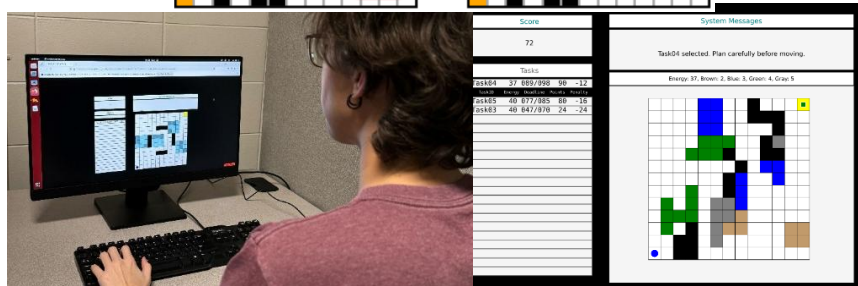 Score
72
Tasks
Task04 37 089/098 90 -12
Task ID Energy Deadline Points Penalty
Task05 40 077/085 80 -16
Task03 40 047/070 24 -24
System Messages
Task04 selected. Plan carefully before moving.
Energy: 37, Brown: 2, Blue: 3, Green: 4, Gray: 5